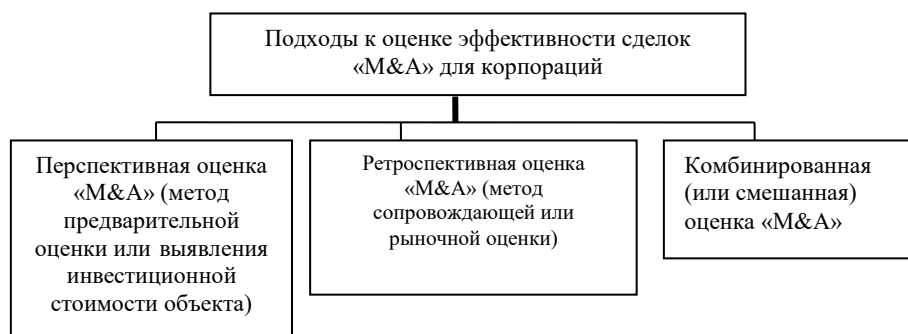 Подходы к оценке эффективности сделок
«M&A» для корпораций
Перспективная оценка
«M&A» (метод
предварительной
оценки или выявления
инвестиционной
стоимости объекта)
Ретроспективная оценка
«M&A» (метод
сопровождающей или
рыночной оценки)
Комбинированная
(или смешанная)
оценка «M&A»